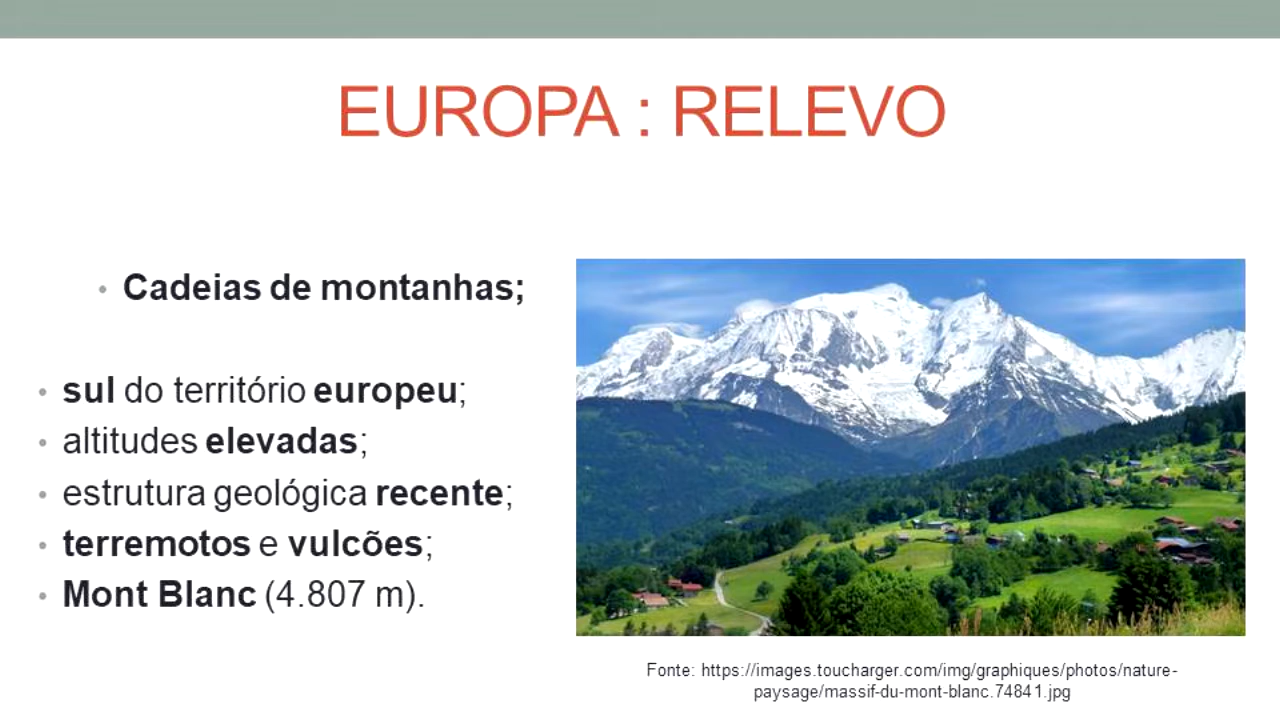 EUROPA : RELEVO
• Cadeias de montanhas;
• sul do território europeu;
• altitudes elevadas;
• estrutura geológica recente;
• terremotos e vulcões;
• Mont Blanc (4.807 m).
Fonte: https://images.toucharger.com/img/graphiques/photos/nature-
paysage/massif-du-mont-blanc.74841.jpg